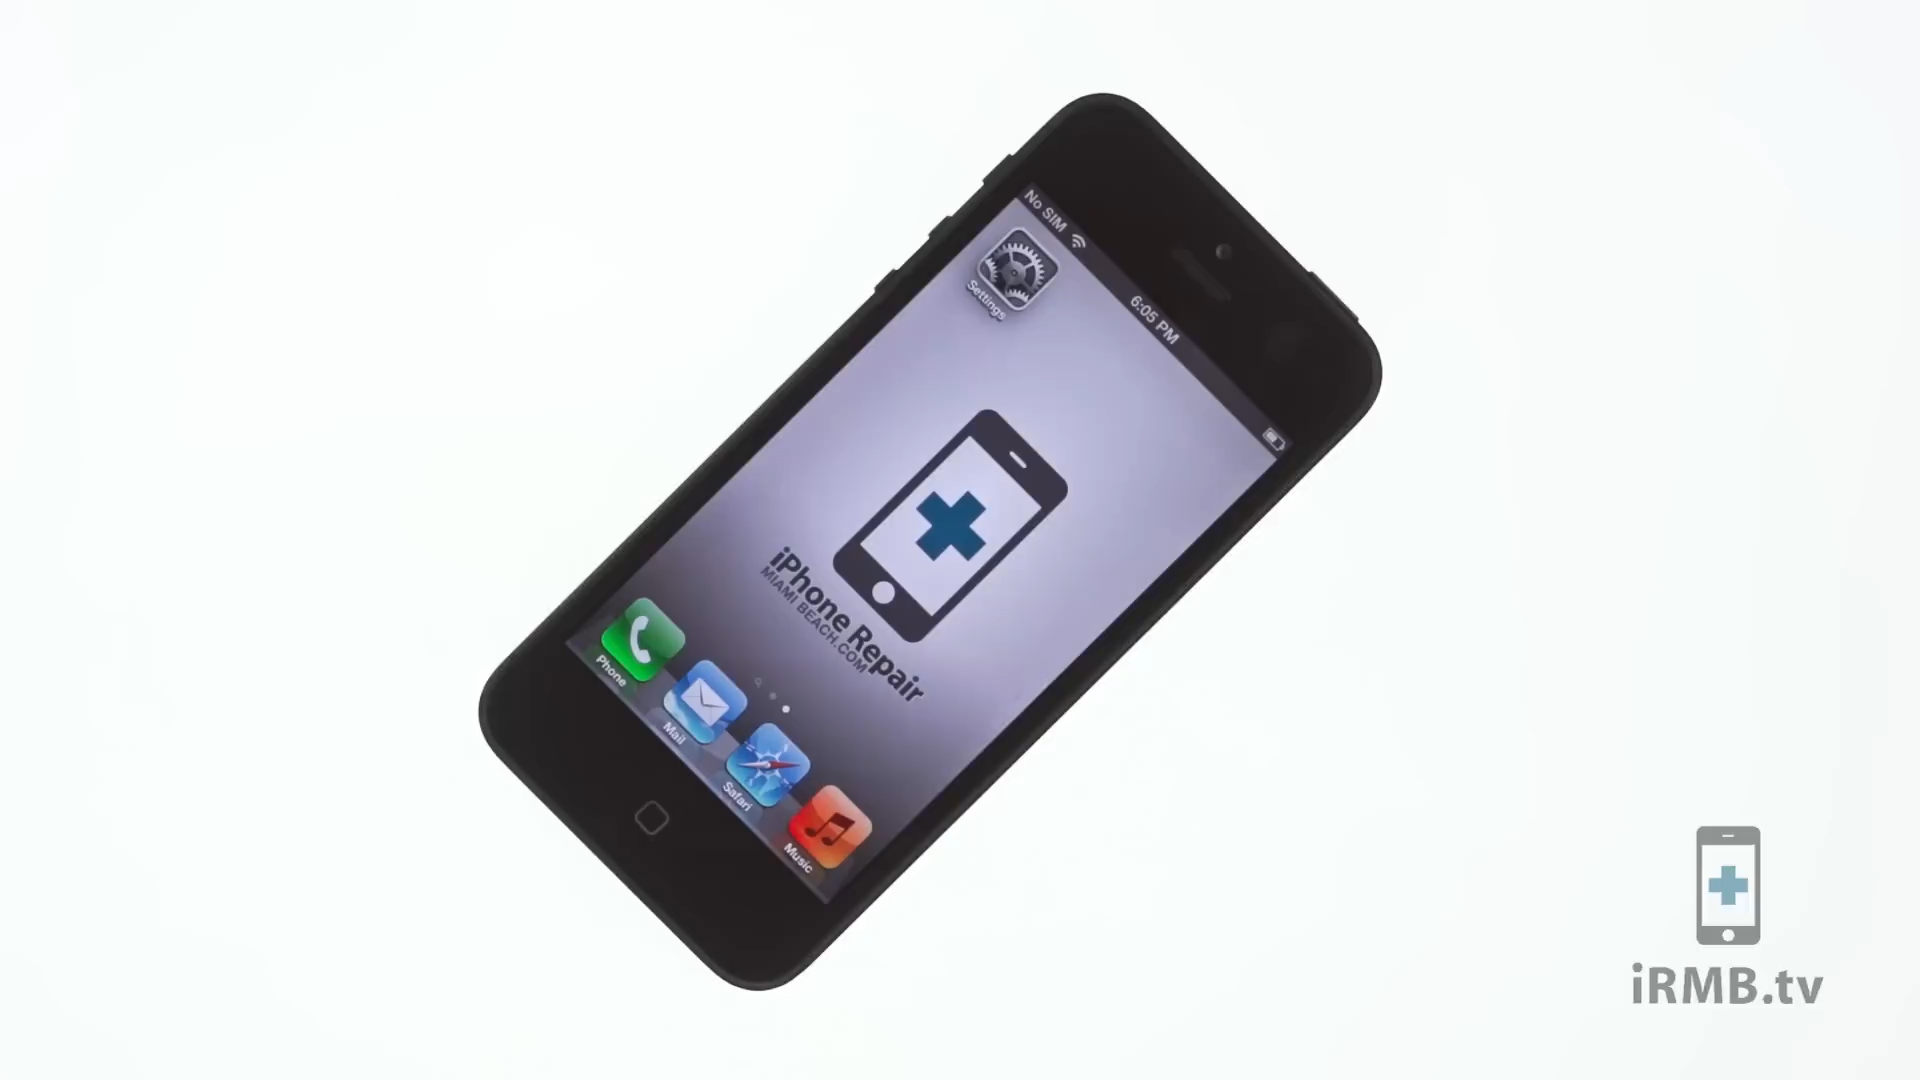 No SIM
6:05 PM
Settings
iPhone Repair
MIAMI BEACH.COM
Phone
Mail
Safari
Music
iRMB.tv